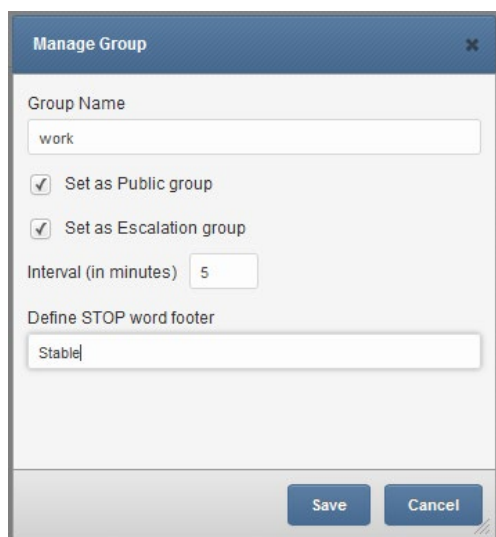 Manage Group
Group Name
work
Set as Public group
Set as Escalation group
Interval (in minutes) 5
Define STOP word footer
Stable
Save Cancel